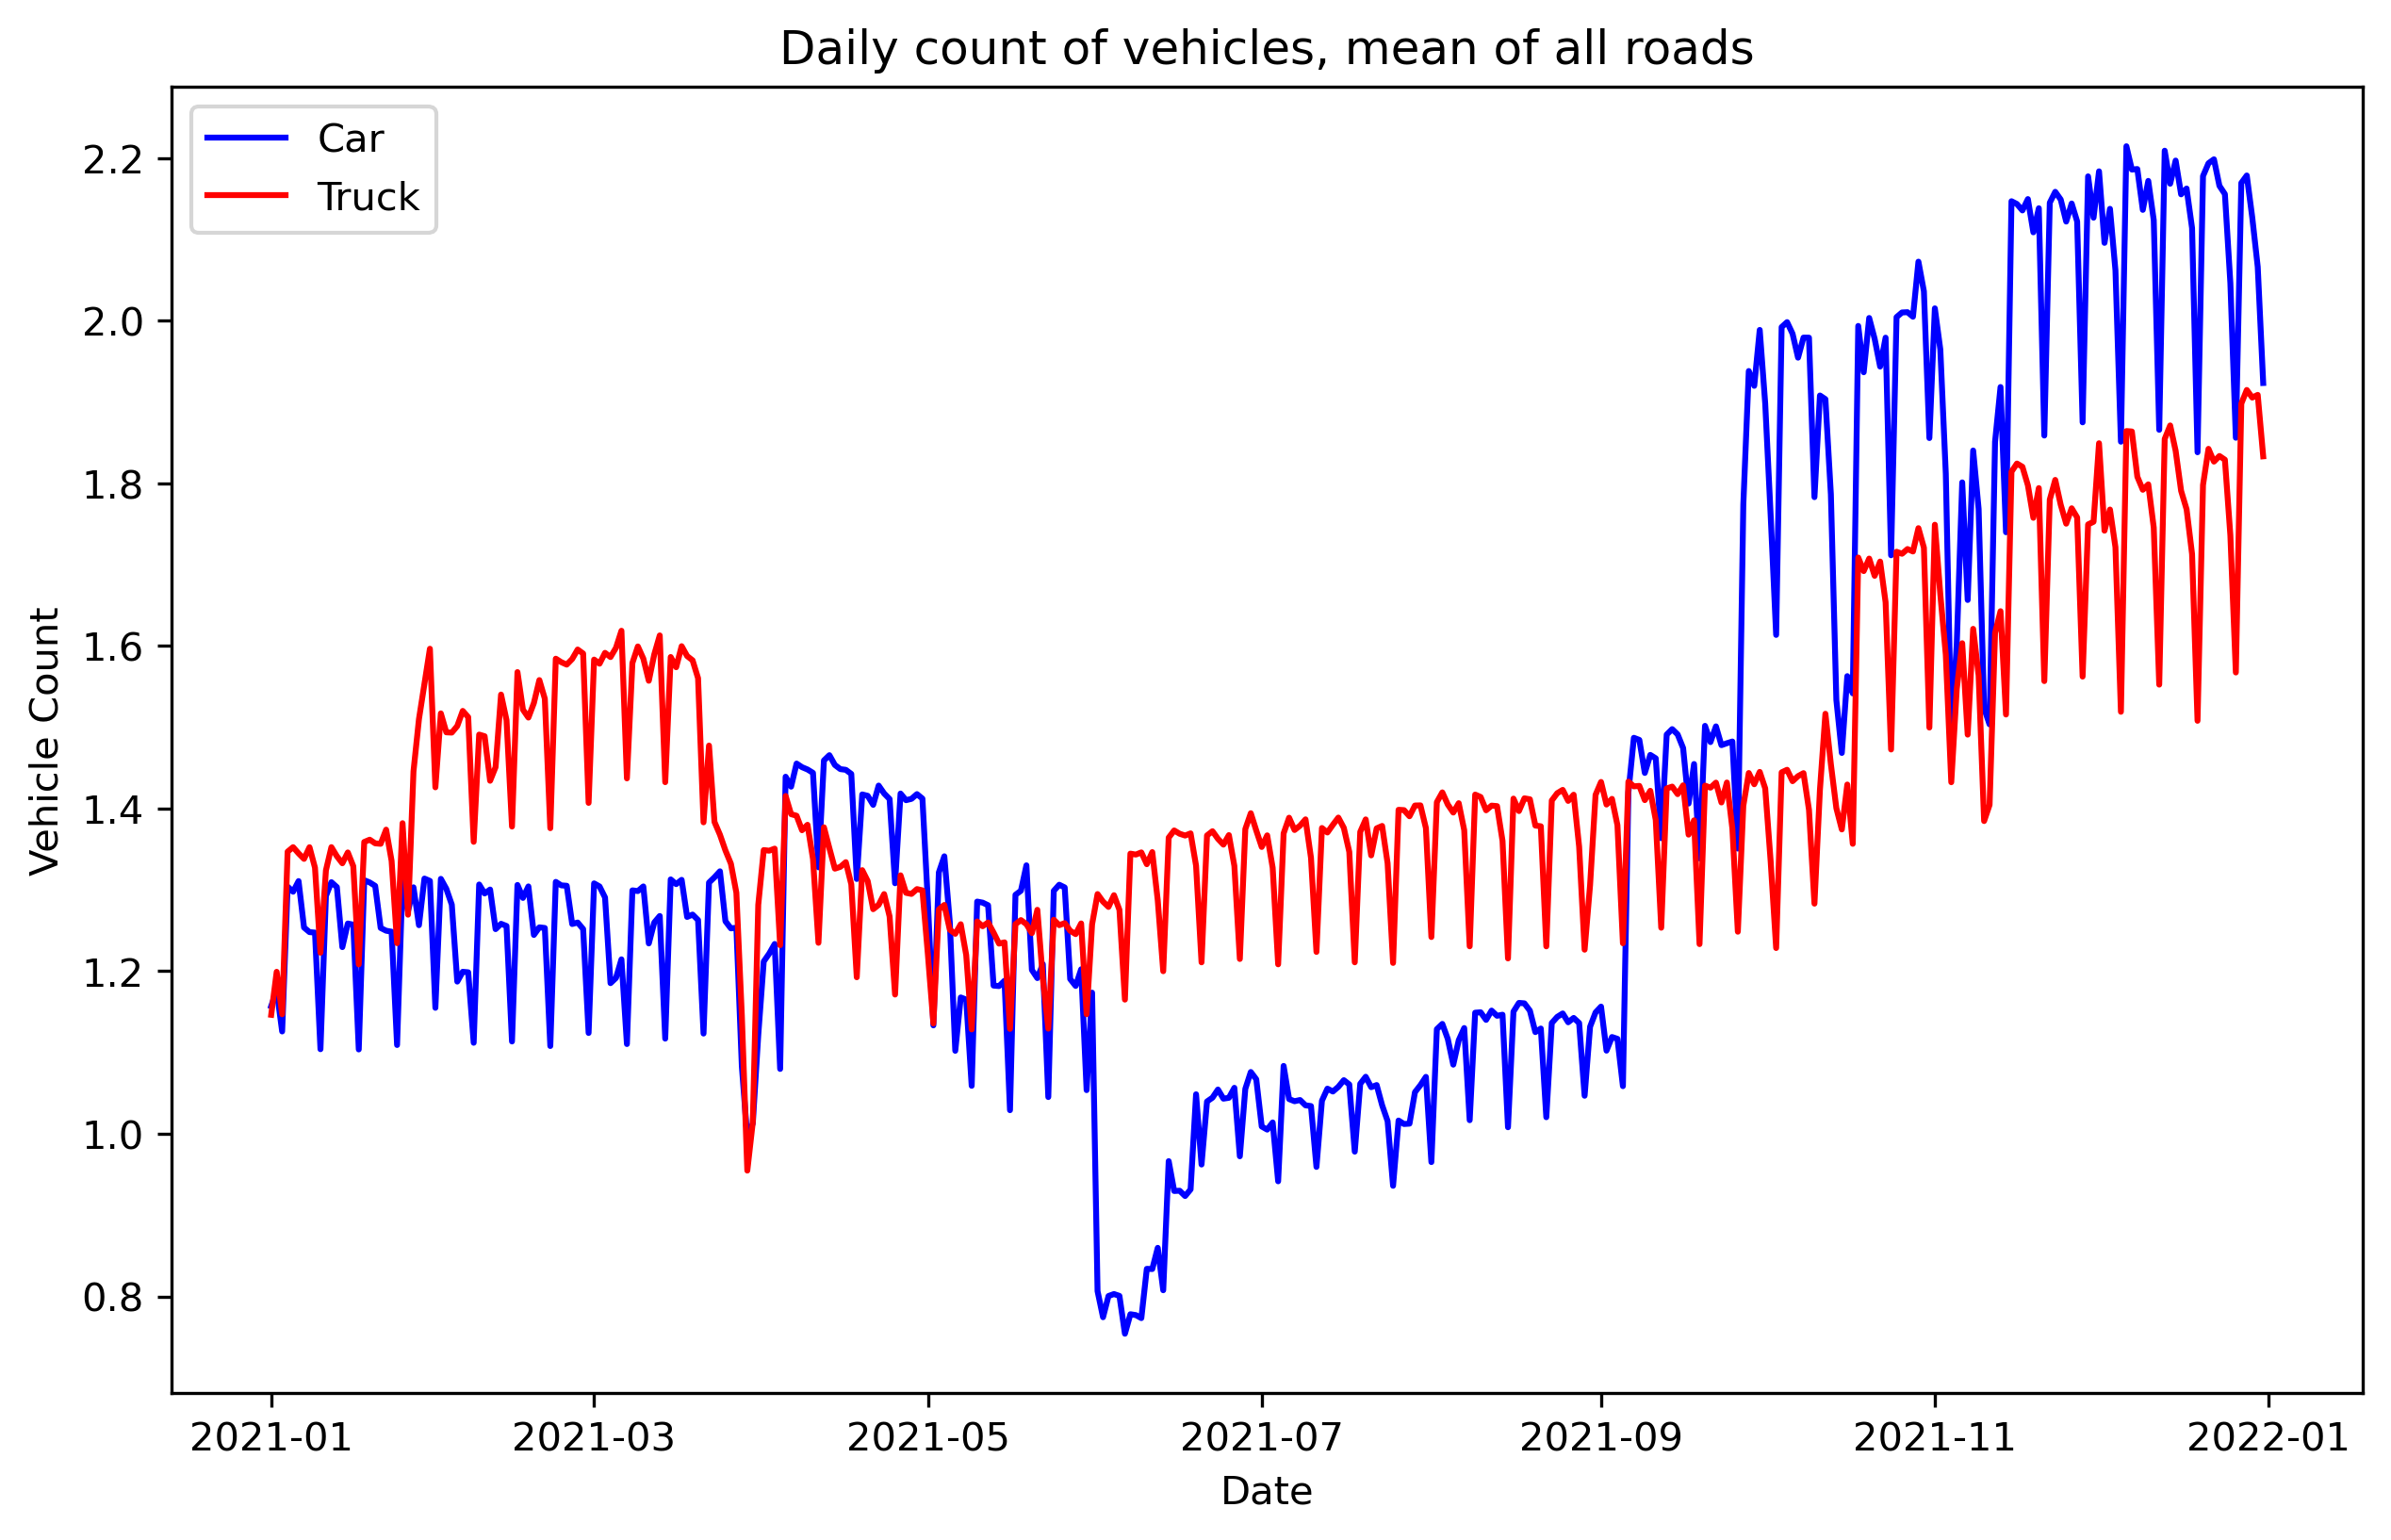 Daily count of vehicles, mean of all roads
Car
Truck
2.2
2.0
1.8
1.6
1.4
1.2
1.0
0.8
Vehicle Count
2021-01 2021-03 2021-05 2021-07 2021-09 2021-11 2022-01
Date